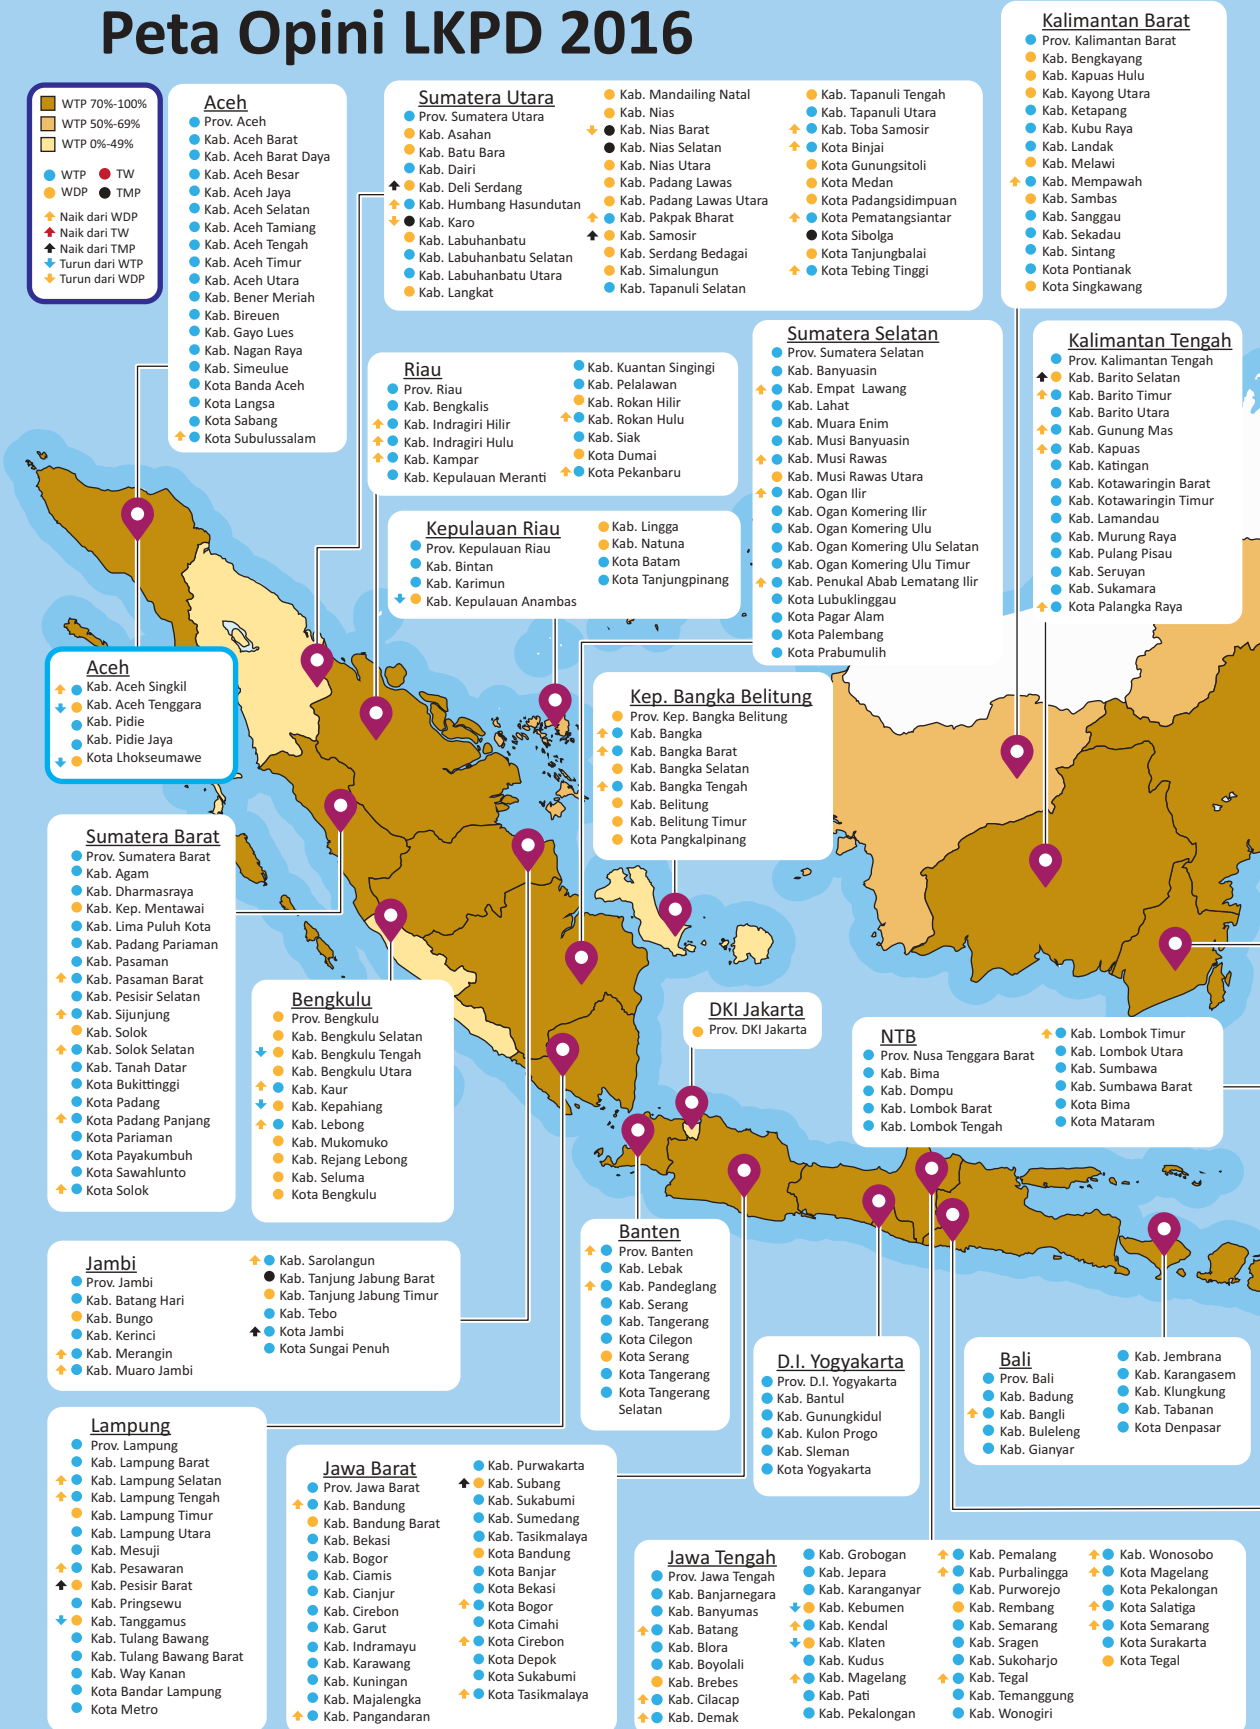 Peta Opini LKPD 2016
WTP 70%-100%
WTP 50%-69%
WTP 0%-49%
WTP
TW
WDP
TMP
Naik dari WDP
Naik dari TW
Naik dari TMP
Turun dari WTP
Turun dari WDP
Aceh
Prov. Aceh
Kab. Aceh Barat
Kab. Aceh Barat Daya
Kab. Aceh Besar
Kab. Aceh Jaya
Kab. Aceh Selatan
Kab. Aceh Tamiang
Kab. Aceh Tengah
Kab. Aceh Timur
Kab. Aceh Utara
Kab. Bener Meriah
Kab. Bireuen
Kab. Gayo Lues
Kab. Nagan Raya
Kab. Simeulue
Kota Banda Aceh
Kota Langsa
Kota Sabang
Kota Subulussalam
Sumatera Utara
Prov. Sumatera Utara
Kab. Asahan
Kab. Batu Bara
Kab. Dairi
Kab. Deli Serdang
Kab. Humbang Hasundutan
Kab. Karo
Kab. Labuhanbatu
Kab. Labuhanbatu Selatan
Kab. Labuhanbatu Utara
Kab. Langkat
Kab. Mandailing Natal
Kab. Nias
Kab. Nias Barat
Kab. Nias Selatan
Kab. Nias Utara
Kab. Padang Lawas
Kab. Padang Lawas Utara
Kab. Pakpak Bharat
Kab. Samosir
Kab. Serdang Bedagai
Kab. Simalungun
Kab. Tapanuli Selatan
Kab. Tapanuli Tengah
Kab. Tapanuli Utara
Kab. Toba Samosir
Kota Binjai
Kota Gunungsitoli
Kota Medan
Kota Padangsidimpuan
Kota Pematangsiantar
Kota Sibolga
Kota Tanjungbalai
Kota Tebing Tinggi
Kalimantan Barat
Prov. Kalimantan Barat
Kab. Bengkayang
Kab. Kapuas Hulu
Kab. Kayong Utara
Kab. Ketapang
Kab. Kubu Raya
Kab. Landak
Kab. Melawi
Kab. Mempawah
Kab. Sambas
Kab. Sanggau
Kab. Sekadau
Kab. Sintang
Kota Pontianak
Kota Singkawang
Riau
Prov. Riau
Kab. Bengkalis
Kab. Indragiri Hilir
Kab. Indragiri Hulu
Kab. Kampar
Kab. Kepulauan Meranti
Kab. Kuantan Singingi
Kab. Pelalawan
Kab. Rokan Hilir
Kab. Rokan Hulu
Kab. Siak
Kota Dumai
Kota Pekanbaru
Sumatera Selatan
Prov. Sumatera Selatan
Kab. Banyuasin
Kab. Empat Lawang
Kab. Lahat
Kab. Muara Enim
Kab. Musi Banyuasin
Kab. Musi Rawas
Kab. Musi Rawas Utara
Kab. Ogan Ilir
Kab. Ogan Komering Ilir
Kab. Ogan Komering Ulu
Kab. Ogan Komering Ulu Selatan
Kab. Ogan Komering Ulu Timur
Kab. Penukal Abab Lematang Ilir
Kota Lubuklinggau
Kota Pagar Alam
Kota Palembang
Kota Prabumulih
Kalimantan Tengah
Prov. Kalimantan Tengah
Kab. Barito Selatan
Kab. Barito Timur
Kab. Barito Utara
Kab. Gunung Mas
Kab. Kapuas
Kab. Katingan
Kab. Kotawaringin Barat
Kab. Kotawaringin Timur
Kab. Lamandau
Kab. Murung Raya
Kab. Pulang Pisau
Kab. Seruyan
Kab. Sukamara
Kota Palangka Raya
Kepulauan Riau
Prov. Kepulauan Riau
Kab. Bintan
Kab. Karimun
Kab. Kepulauan Anambas
Kab. Lingga
Kab. Natuna
Kota Batam
Kota Tanjungpinang
Aceh
Kab. Aceh Singkil
Kab. Aceh Tenggara
Kab. Pidie
Kab. Pidie Jaya
Kota Lhokseumawe
Kep. Bangka Belitung
Prov. Kep. Bangka Belitung
Kab. Bangka
Kab. Bangka Barat
Kab. Bangka Selatan
Kab. Bangka Tengah
Kab. Belitung
Kab. Belitung Timur
Kota Pangkalpinang
Sumatera Barat
Prov. Sumatera Barat
Kab. Agam
Kab. Dharmasraya
Kab. Kep. Mentawai
Kab. Lima Puluh Kota
Kab. Padang Pariaman
Kab. Pasaman
Kab. Pasaman Barat
Kab. Pesisir Selatan
Kab. Sijunjung
Kab. Solok
Kab. Solok Selatan
Kab. Tanah Datar
Kota Bukittinggi
Kota Padang
Kota Padang Panjang
Kota Pariaman
Kota Payakumbuh
Kota Sawahlunto
Kota Solok
Bengkulu
Prov. Bengkulu
Kab. Bengkulu Selatan
Kab. Bengkulu Tengah
Kab. Bengkulu Utara
Kab. Kaur
Kab. Kepahiang
Kab. Lebong
Kab. Mukomuko
Kab. Rejang Lebong
Kab. Seluma
Kota Bengkulu
DKI Jakarta
Prov. DKI Jakarta
NTB
Prov. Nusa Tenggara Barat
Kab. Bima
Kab. Dompu
Kab. Lombok Barat
Kab. Lombok Tengah
Kab. Lombok Timur
Kab. Lombok Utara
Kab. Sumbawa
Kab. Sumbawa Barat
Kota Bima
Kota Mataram
Jambi
Prov. Jambi
Kab. Batang Hari
Kab. Bungo
Kab. Kerinci
Kab. Merangin
Kab. Muaro Jambi
Kab. Sarolangun
Kab. Tanjung Jabung Barat
Kab. Tanjung Jabung Timur
Kab. Tebo
Kota Jambi
Kota Sungai Penuh
Banten
Prov. Banten
Kab. Lebak
Kab. Pandeglang
Kab. Serang
Kab. Tangerang
Kota Cilegon
Kota Serang
Kota Tangerang
Kota Tangerang
Selatan
D.I. Yogyakarta
Prov. D.I. Yogyakarta
Kab. Bantul
Kab. Gunungkidul
Kab. Kulon Progo
Kab. Sleman
Kota Yogyakarta
Bali
Prov. Bali
Kab. Badung
Kab. Bangli
Kab. Buleleng
Kab. Gianyar
Kab. Jembrana
Kab. Karangasem
Kab. Klungkung
Kab. Tabanan
Kota Denpasar
Lampung
Prov. Lampung
Kab. Lampung Barat
Kab. Lampung Selatan
Kab. Lampung Tengah
Kab. Lampung Timur
Kab. Lampung Utara
Kab. Mesuji
Kab. Pesawaran
Kab. Pesisir Barat
Kab. Pringsewu
Kab. Tanggamus
Kab. Tulang Bawang
Kab. Tulang Bawang Barat
Kab. Way Kanan
Kota Bandar Lampung
Kota Metro
Jawa Barat
Prov. Jawa Barat
Kab. Bandung
Kab. Bandung Barat
Kab. Bekasi
Kab. Bogor
Kab. Ciamis
Kab. Cianjur
Kab. Cirebon
Kab. Garut
Kab. Indramayu
Kab. Karawang
Kab. Kuningan
Kab. Majalengka
Kab. Pangandaran
Kab. Purwakarta
Kab. Subang
Kab. Sukabumi
Kab. Sumedang
Kab. Tasikmalaya
Kota Bandung
Kota Banjar
Kota Bekasi
Kota Bogor
Kota Cimahi
Kota Cirebon
Kota Depok
Kota Sukabumi
Kota Tasikmalaya
Jawa Tengah
Prov. Jawa Tengah
Kab. Banjarnegara
Kab. Banyumas
Kab. Batang
Kab. Blora
Kab. Boyolali
Kab. Brebes
Kab. Cilacap
Kab. Demak
Kab. Grobogan
Kab. Jepara
Kab. Karanganyar
Kab. Kebumen
Kab. Kendal
Kab. Klaten
Kab. Kudus
Kab. Magelang
Kab. Pati
Kab. Pekalongan
Kab. Pemalang
Kab. Purbalingga
Kab. Purworejo
Kab. Rembang
Kab. Semarang
Kab. Sragen
Kab. Sukoharjo
Kab. Tegal
Kab. Temanggung
Kab. Wonogiri
Kab. Wonosobo
Kota Magelang
Kota Pekalongan
Kota Salatiga
Kota Semarang
Kota Surakarta
Kota Tegal